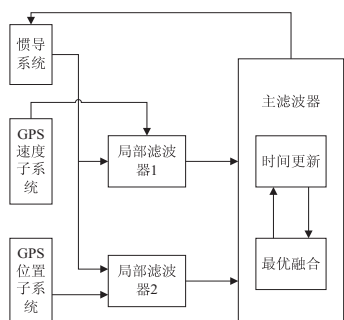 惯导
系统
主滤波器
GPS
速度
子系统
局部滤波
器1
时间更新
GPS
位置
子系统
局部滤波
器2
最优融合